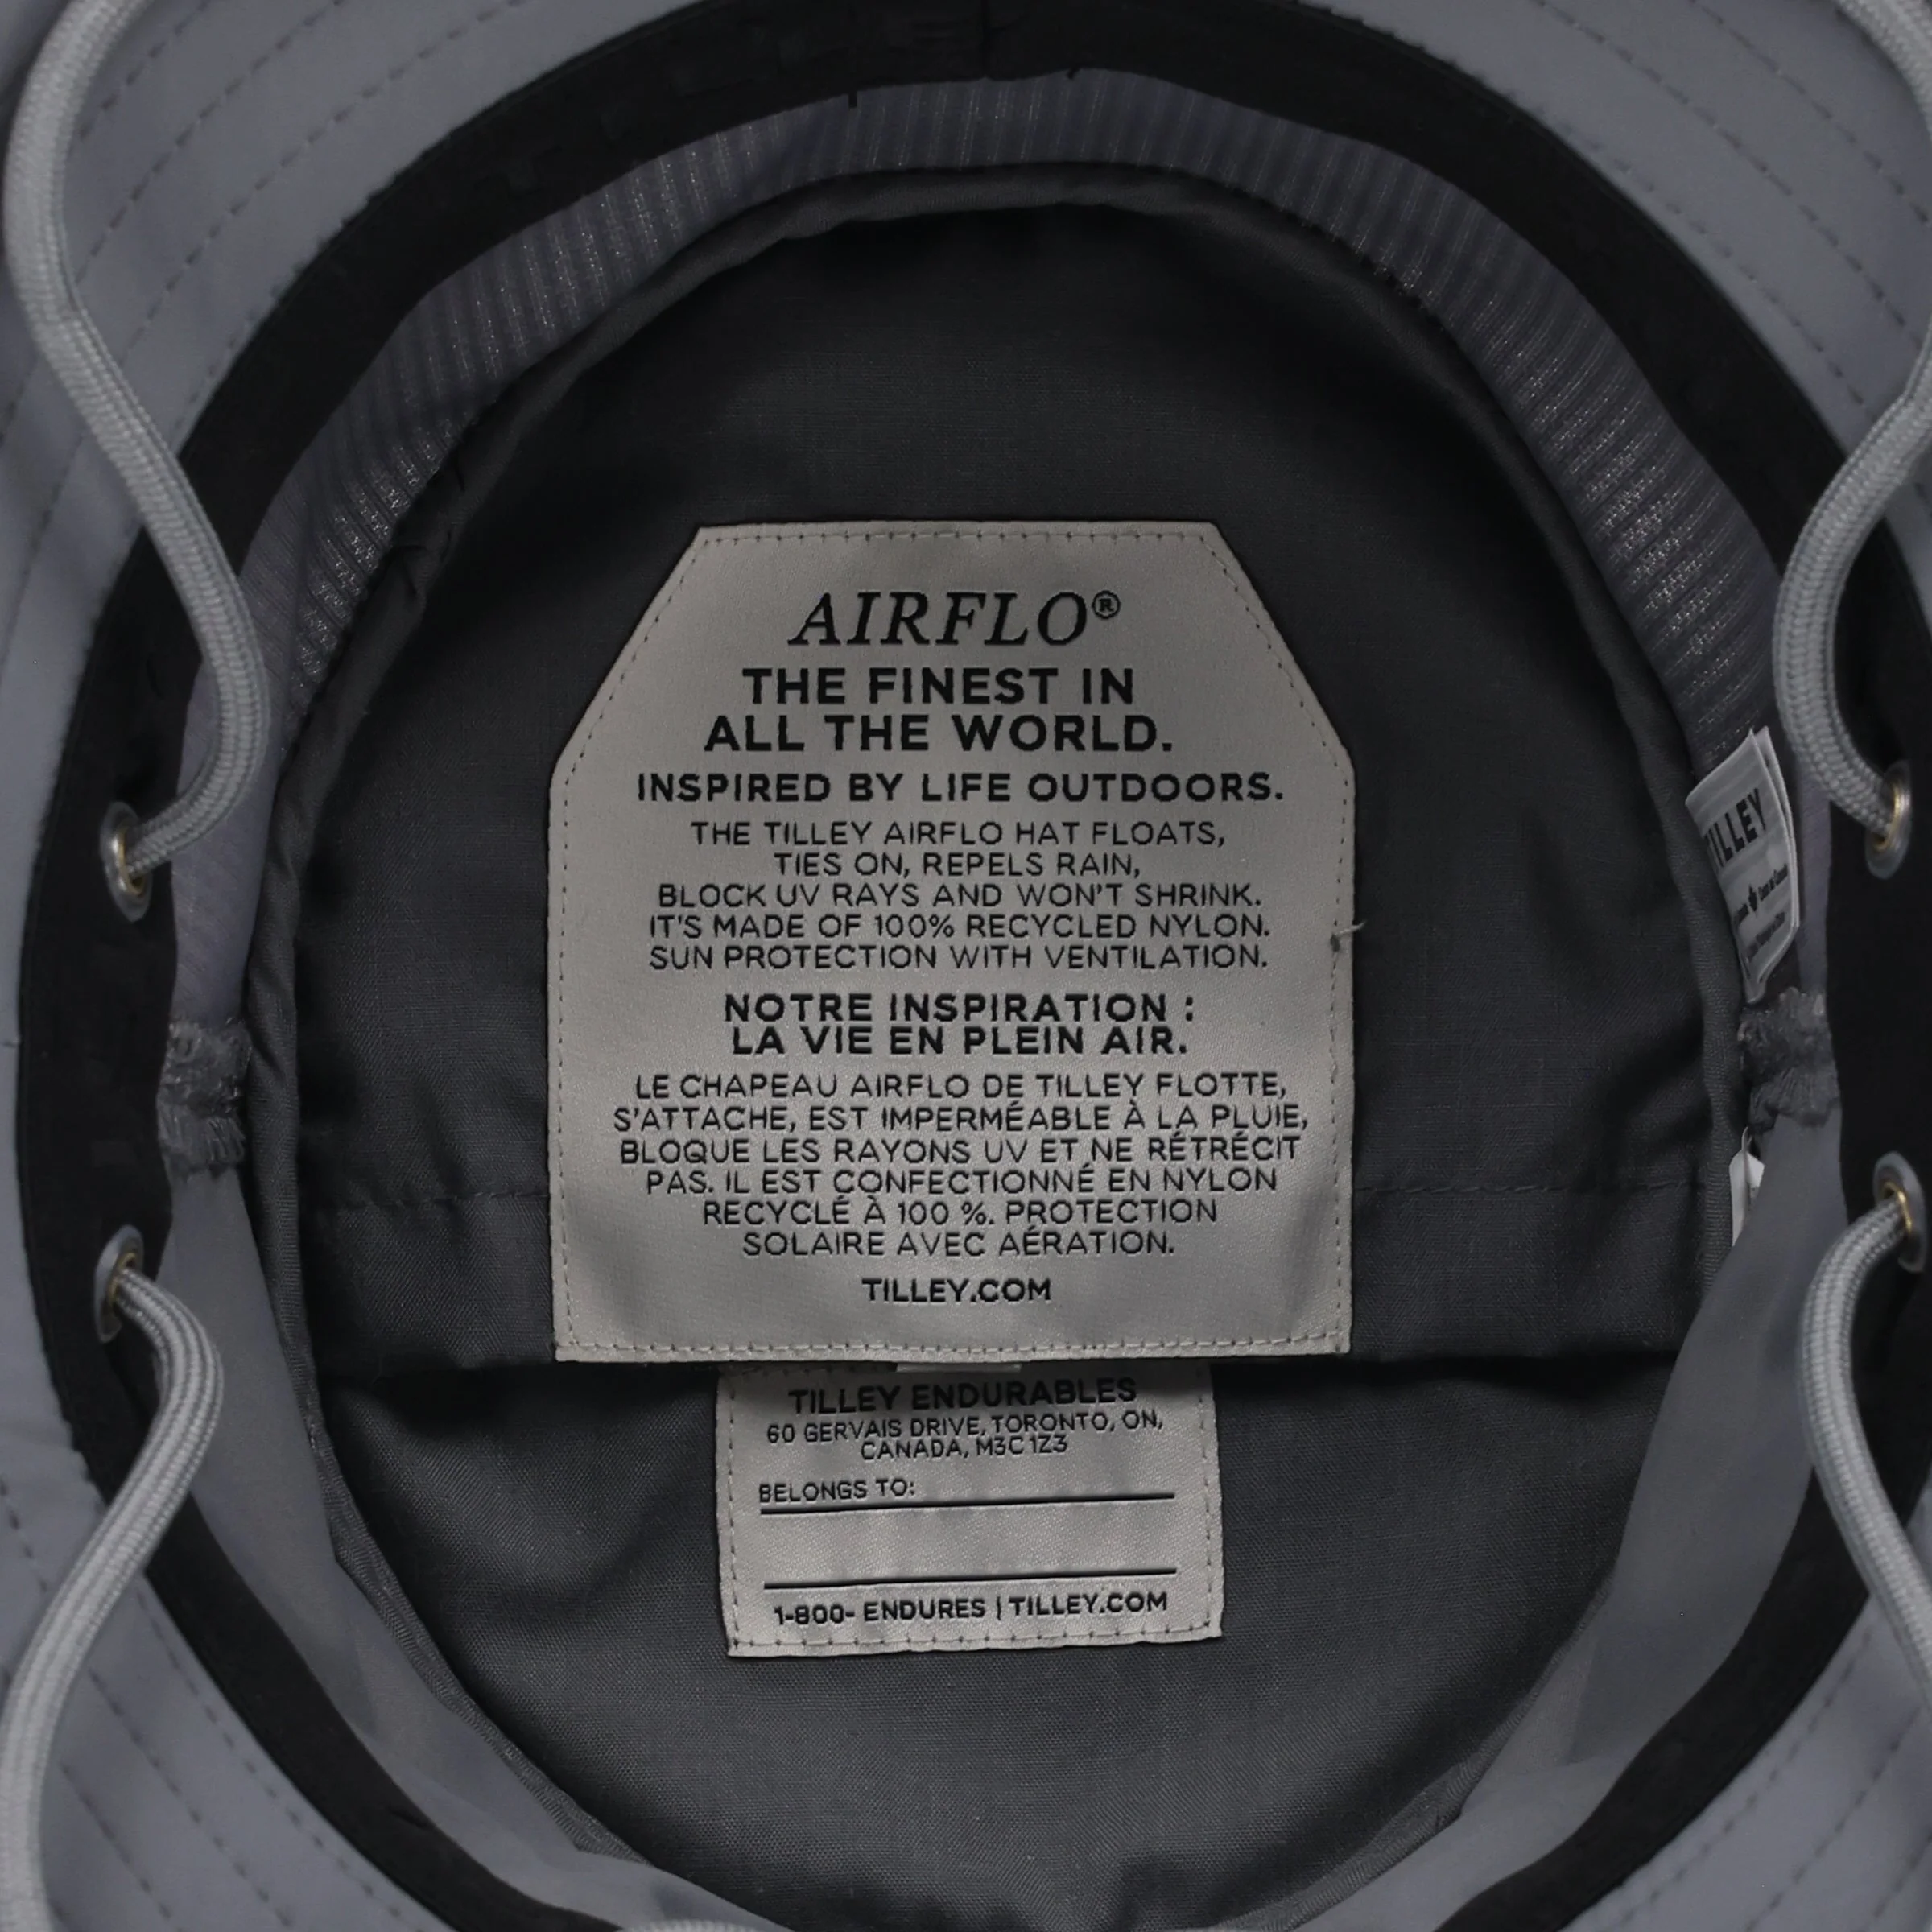 AIRFLO®
THE FINEST IN
ALL THE WORLD.
INSPIRED BY LIFE OUTDOORS.
THE TILLEY AIRFLO HAT FLOATS,
TIES ON, REPELS RAIN,
BLOCK UV RAYS AND WON'T SHRINK.
IT'S MADE OF 100% RECYCLED NYLON.
SUN PROTECTION WITH VENTILATION.
NOTRE INSPIRATION :
LA VIE EN PLEIN AIR.
LE CHAPEAU AIRFLO DE TILLEY FLOTTE,
S'ATTACHE, EST IMPERMÉABLE À LA PLUIE,
BLOQUE LES RAYONS UV ET NE RÉTRÉCIT
PAS. IL EST CONFECTIONNÉ EN NYLON
RECYCLÉ À 100 %. PROTECTION
SOLAIRE AVEC AÉRATION.
TILLEY.COM
TILLEY ENDURABLES
60 GERVAIS DRIVE, TORONTO, ON,
CANADA, M3C 1Z3
BELONGS TO:
1-800- ENDURES | TILLEY.COM
TILLEY